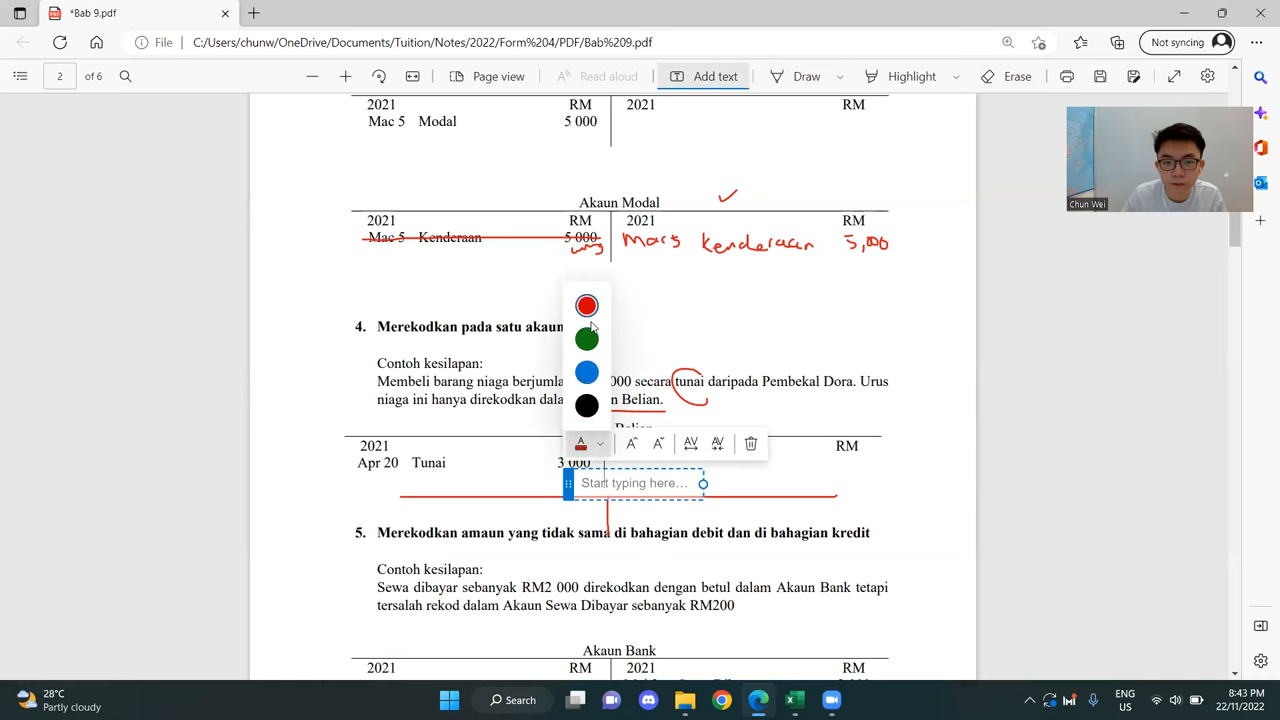 *Bab 9.pdf
File
C:/Users/chunw/OneDrive/Documents/Tuition/Notes/2022/Form%204/PDF/Bab%209.pdf
Not syncing
2 of 6
Page view
Read aloud
Add text
Draw
Highlight
Erase
2021 RM 2021 RM
Mac 5 Modal 5 000
Akaun Modal
2021 RM 2021 RM
Mac 5 Kenderaan 5 000 Mac 5 Kenderaan 5,000
4. Merekodkan pada satu akaun
Contoh kesilapan:
Membeli barang niaga berjumla 000 secara tunai daripada Pembekal Dora. Urus
niaga ini hanya direkodkan dala n Belian.
2021 RM
Apr 20 Tunai 3 000
Start typing here...
5. Merekodkan amaun yang tidak sama di bahagian debit dan di bahagian kredit
Contoh kesilapan:
Sewa dibayar sebanyak RM2 000 direkodkan dengan betul dalam Akaun Bank tetapi
tersalah rekod dalam Akaun Sewa Dibayar sebanyak RM200
Akaun Bank
2021 RM 2021 RM
Chun Wei
28°C
Partly cloudy
Search
ENG
US
8:43 PM
22/11/2022